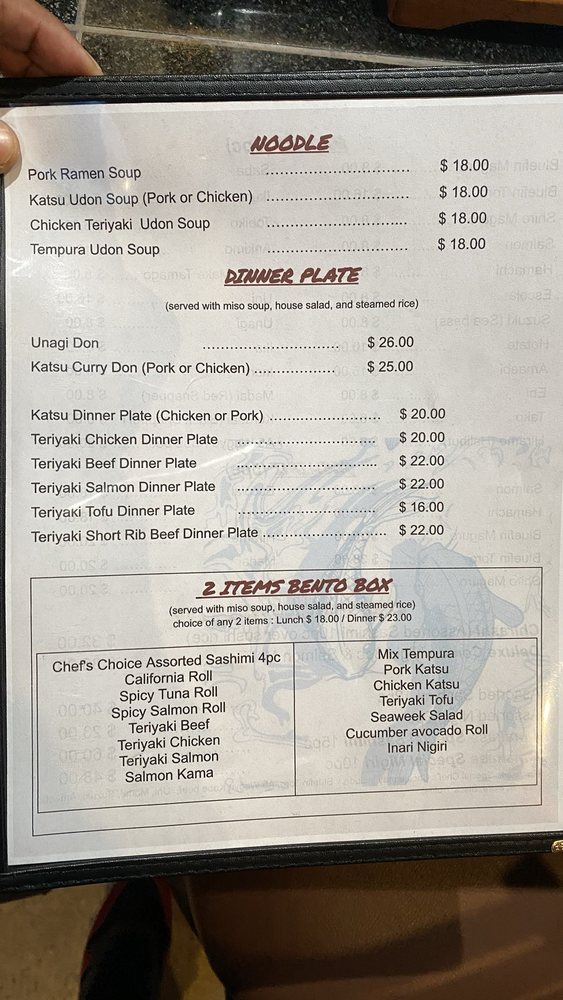 NOODLE
Pork Ramen Soup ................................. $ 18.00
Katsu Udon Soup (Pork or Chicken) ................................. $ 18.00
Chicken Teriyaki Udon Soup ................................. $ 18.00
Tempura Udon Soup ................................. $ 18.00
DINNER PLATE
(served with miso soup, house salad, and steamed rice)
Unagi Don ................................. $ 26.00
Katsu Curry Don (Pork or Chicken) .................... $ 25.00
Katsu Dinner Plate (Chicken or Pork) ........................... $ 20.00
Teriyaki Chicken Dinner Plate ................................. $ 20.00
Teriyaki Beef Dinner Plate ................................. $ 22.00
Teriyaki Salmon Dinner Plate ................................. $ 22.00
Teriyaki Tofu Dinner Plate ................................. $ 16.00
Teriyaki Short Rib Beef Dinner Plate .............................. $ 22.00
2 ITEMS BENTO BOX
(served with miso soup, house salad, and steamed rice)
choice of any 2 items : Lunch $ 18.00 / Dinner $ 23.00
Chef's Choice Assorted Sashimi 4pc
California Roll
Spicy Tuna Roll
Spicy Salmon Roll
Teriyaki Beef
Teriyaki Chicken
Teriyaki Salmon
Salmon Kama
Mix Tempura
Pork Katsu
Chicken Katsu
Teriyaki Tofu
Seaweek Salad
Cucumber avocado Roll
Inari Nigiri